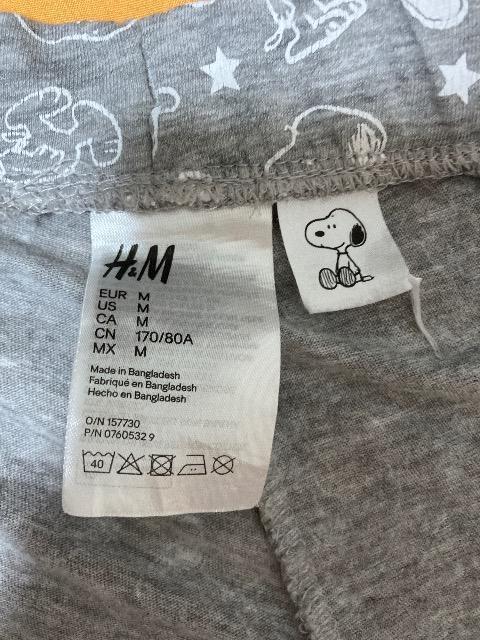 H&M
EUR M
US M
CA M
CN 170/80A
MX M
Made in Bangladesh
Fabriqué en Bangladesh
Hecho en Bangladesh
O/N 157730
P/N 0760532 9
40